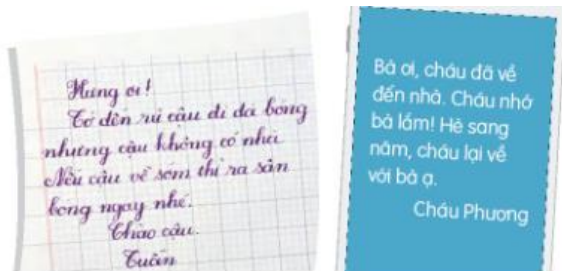 Hưng ơi!
Tớ đến rủ cậu đi đá bóng
nhưng cậu không có nhà.
Nếu cậu về sớm thì ra sân
bóng ngay nhé.
Chào cậu.
Tuấn
Bà ơi, cháu đã về
đến nhà. Cháu nhớ
bà lắm! Hè sang
năm, cháu lại về
với bà ạ.
Cháu Phương